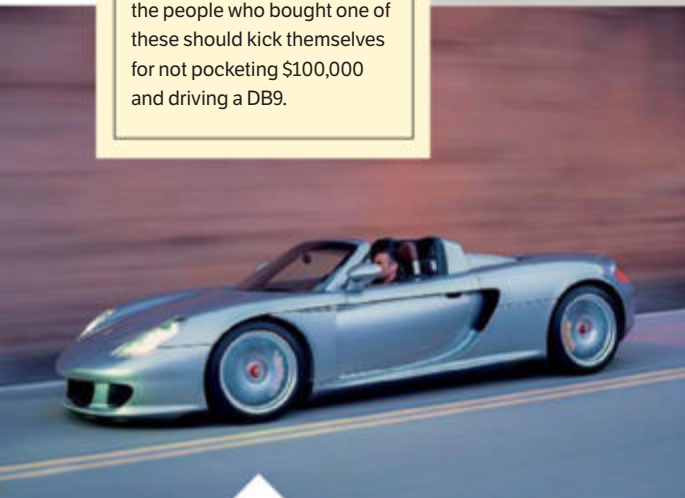 the people who bought one of
these should kick themselves
for not pocketing $100,000
and driving a DB9.